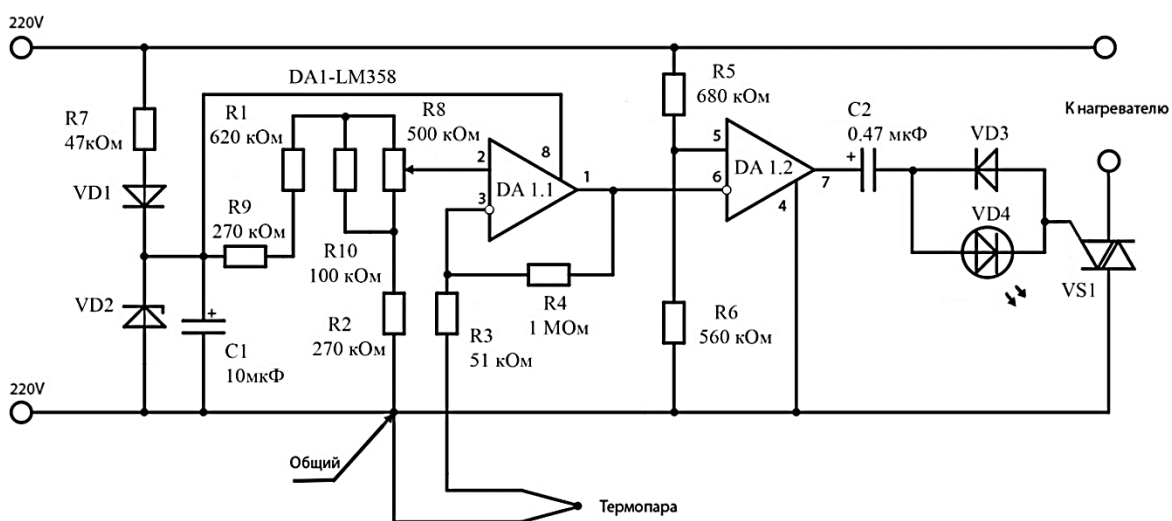 220V
DA1-LM358
R7
47кОм
R1
620 кОм
R8
500 кОм
R5
680 кОм
C2
0.47 мкФ
VD3
К нагревателю
VD1
R9
270 кОм
2
8
DA 1.1
1
3
5
DA 1.2
7
6
4
+
VD4
R10
100 кОм
VD2
+
C1
10мкФ
R2
270 кОм
R3
51 кОм
R4
1 МОм
R6
560 кОм
VS1
220V
Общий
Термопара